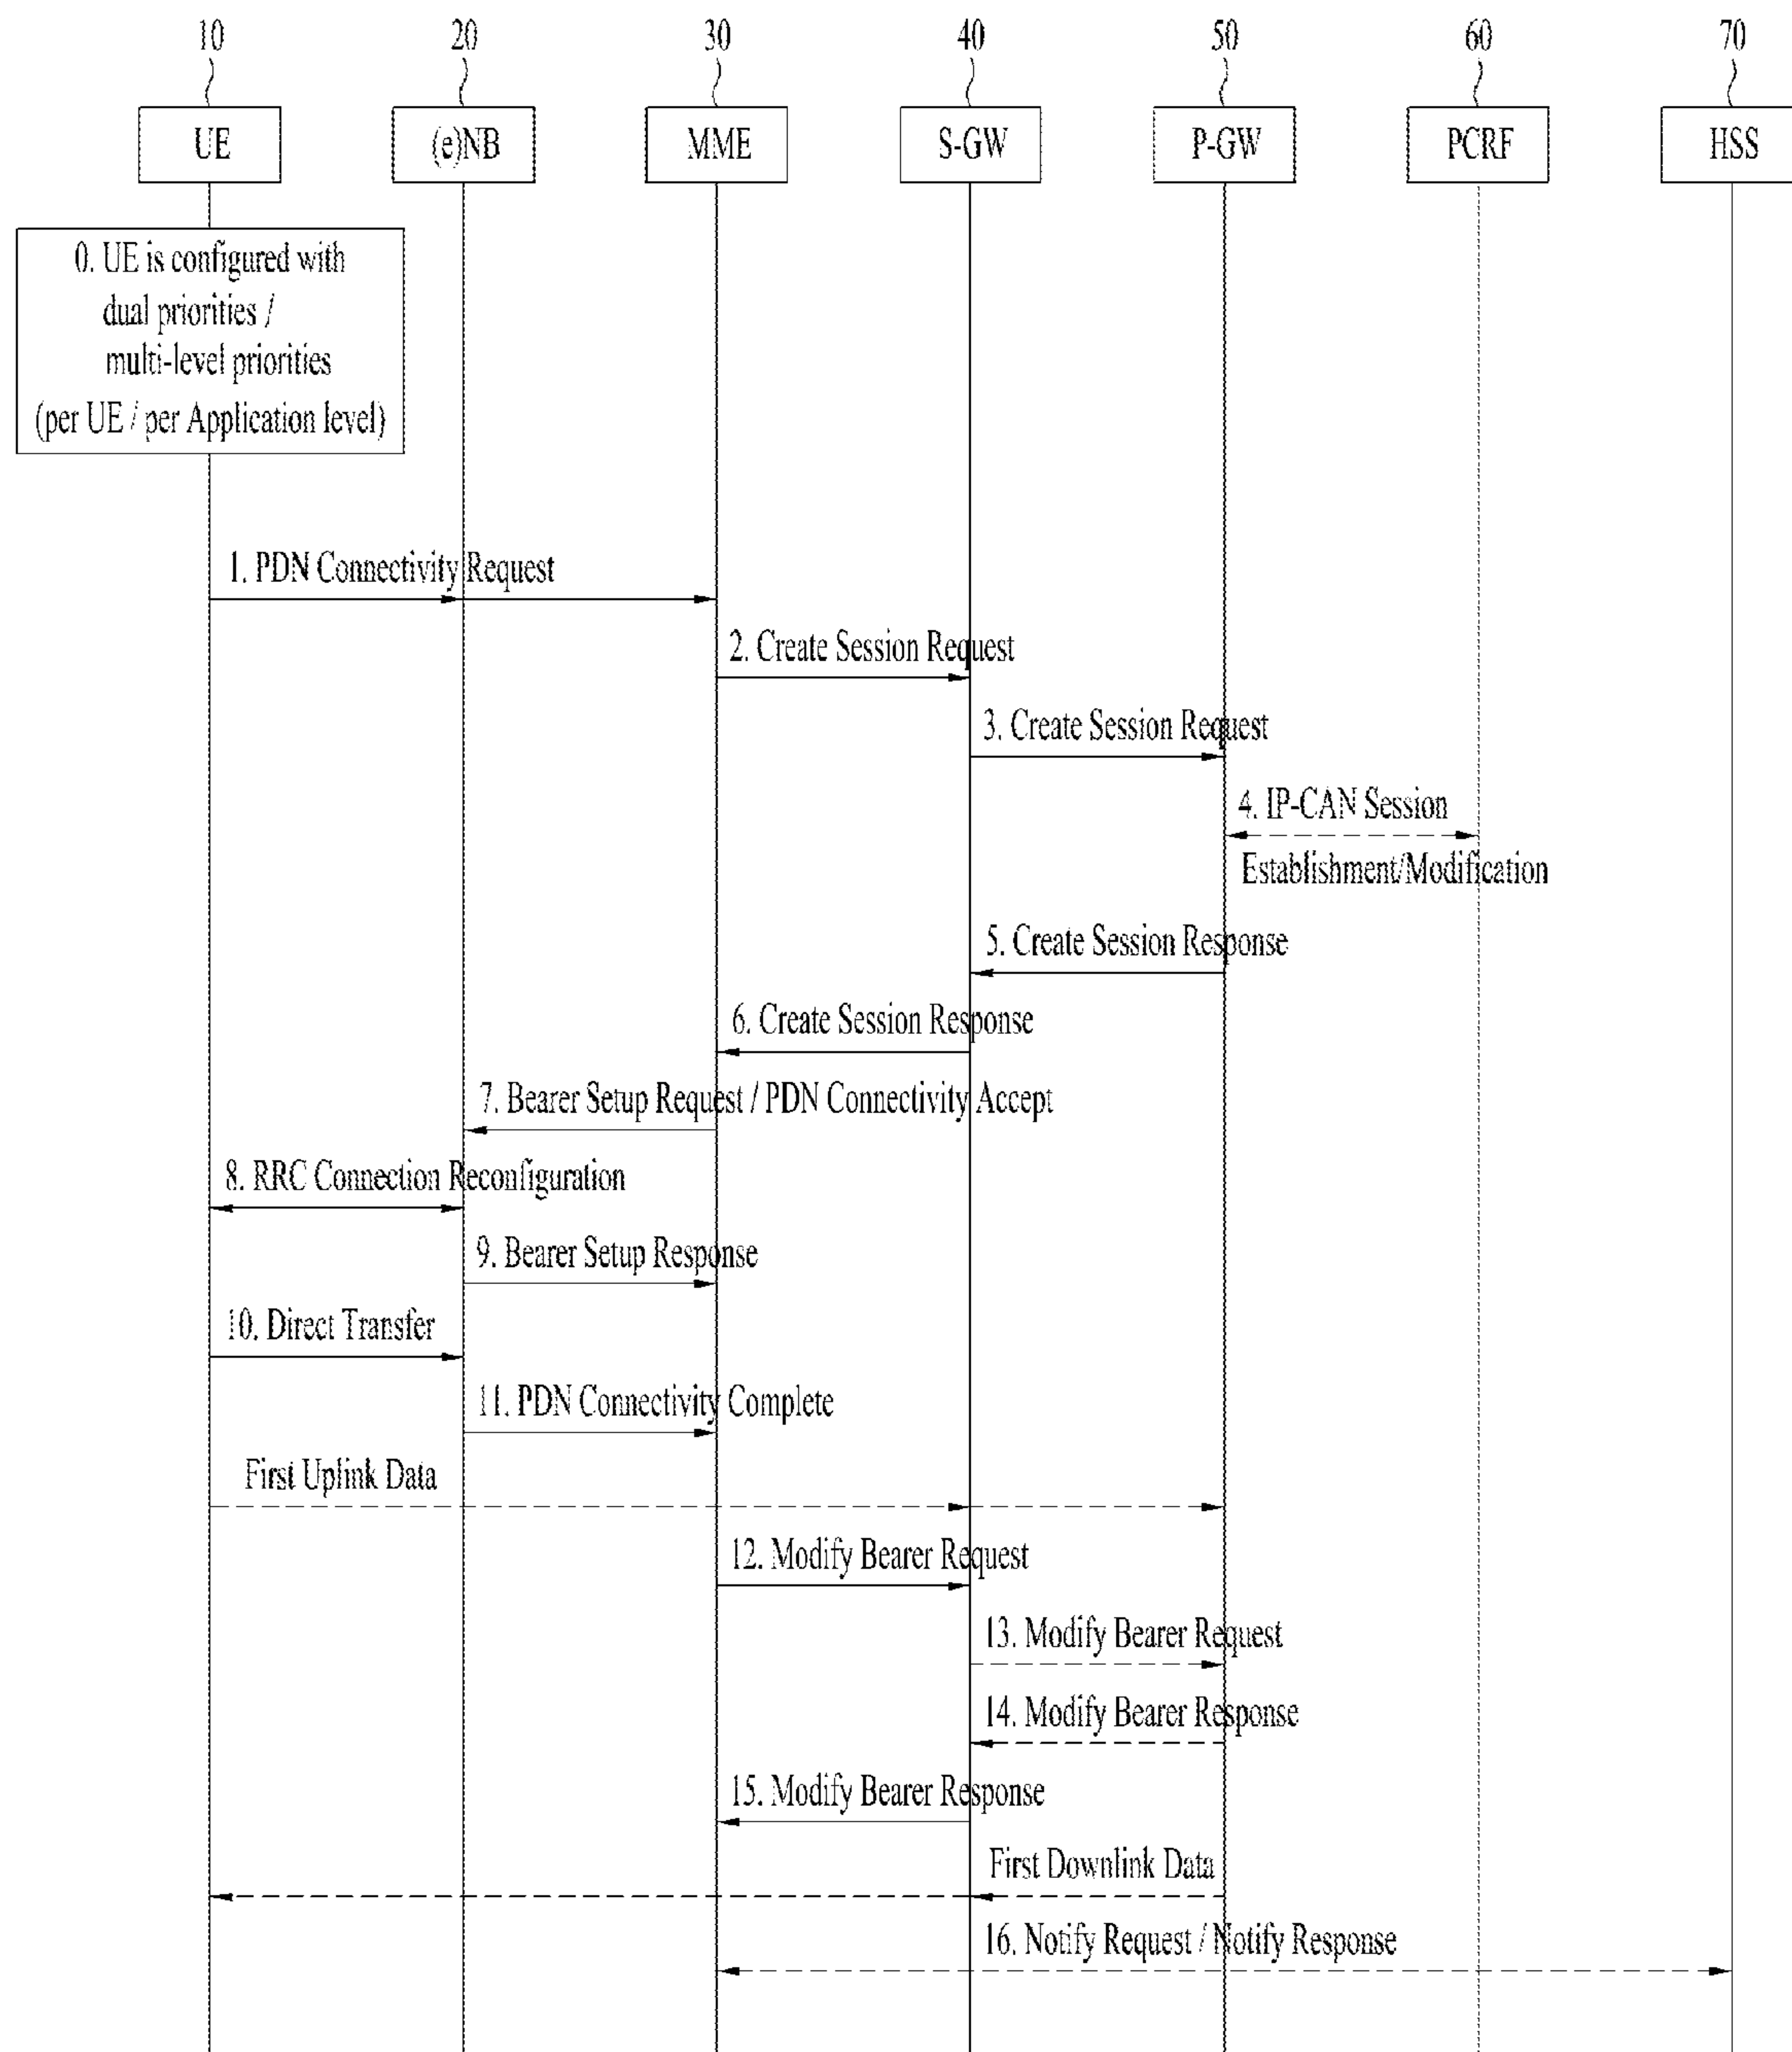 10 20 30 40 50 60 70
UE (e)NB MME S-GW P-GW PCRF HSS
0. UE is configured with
dual priorities /
multi-level priorities
(per UE / per Application level)
1. PDN Connectivity Request
2. Create Session Request
3. Create Session Request
4. IP-CAN Session
Establishment/Modification
5. Create Session Response
6. Create Session Response
7. Bearer Setup Request / PDN Connectivity Accept
8. RRC Connection Reconfiguration
9. Bearer Setup Response
10. Direct Transfer
11. PDN Connectivity Complete
First Uplink Data
12. Modify Bearer Request
13. Modify Bearer Request
14. Modify Bearer Response
15. Modify Bearer Response
First Downlink Data
16. Notify Request / Notify Response